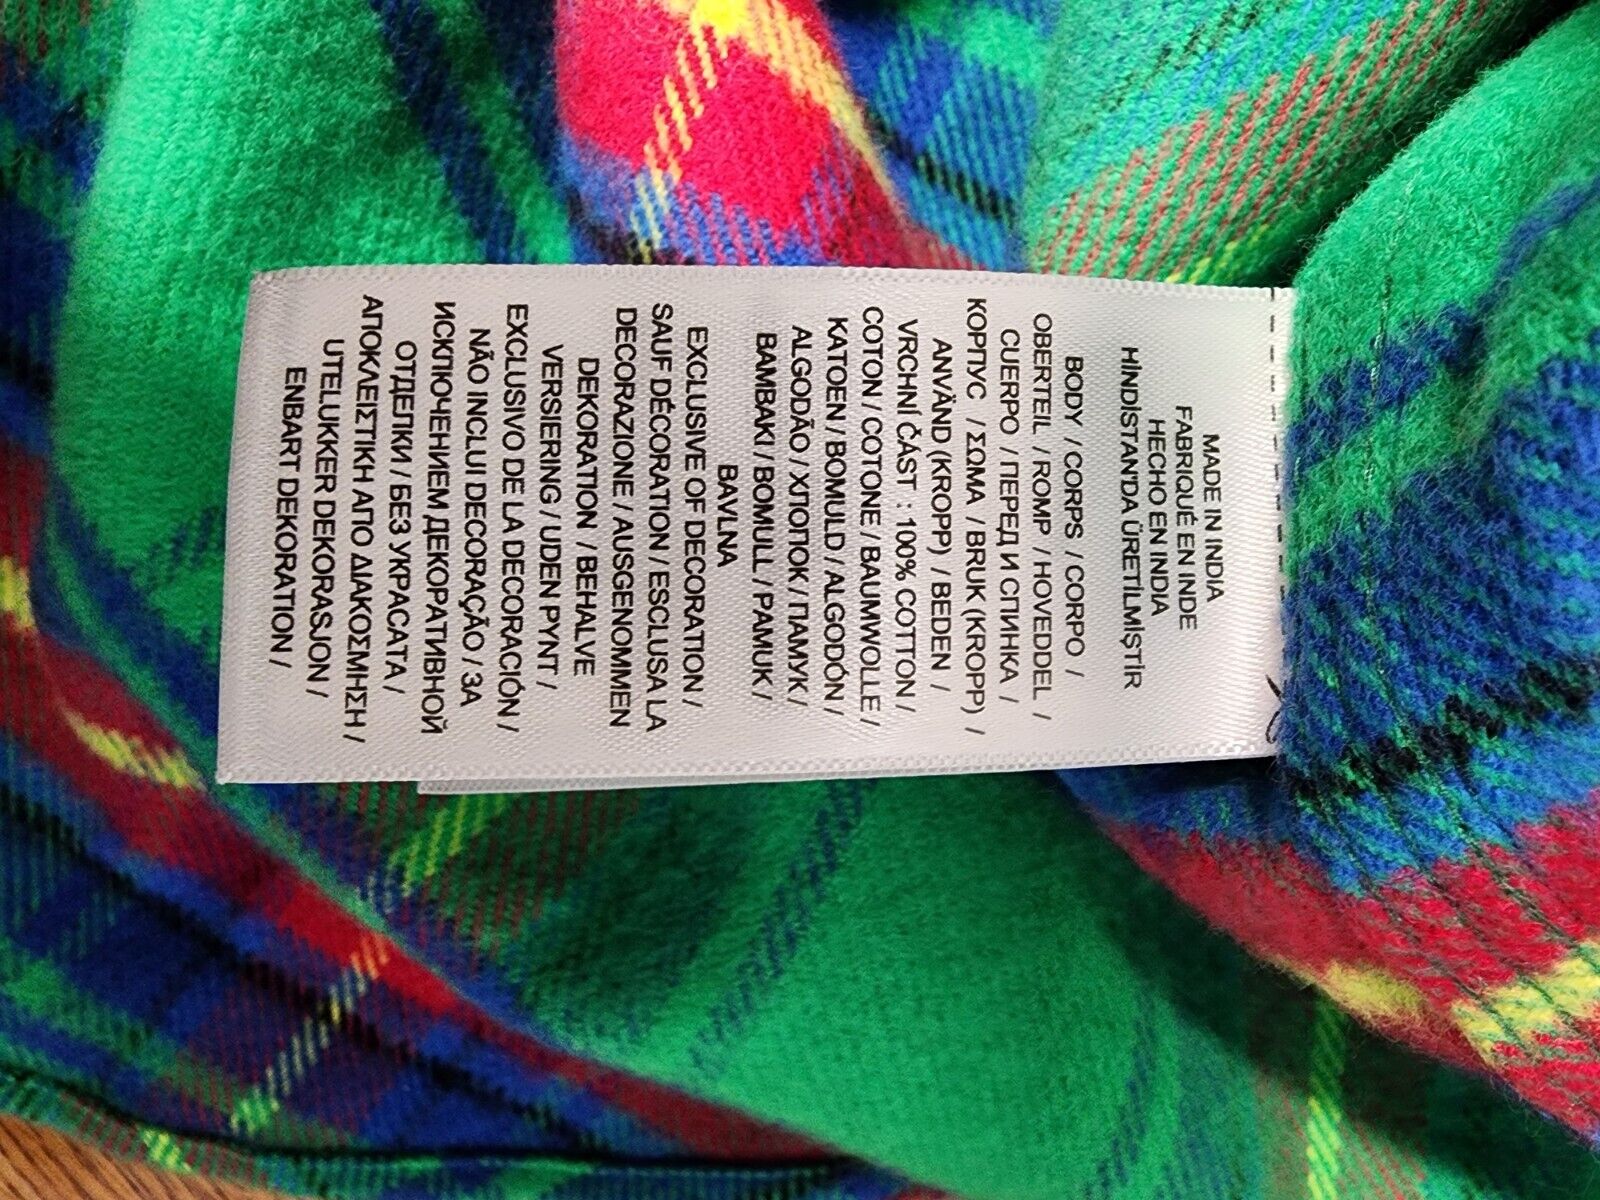 MADE IN INDIA
FABRIQUÉ EN INDE
HECHO EN INDIA
HİNDİSTAN'DA ÜRETİLMİŞTİR
BODY / CORPS / CORPO /
OBERTEIL / ROMP / HOVEDDEL /
CUERPO / ПЕРЕД И СПИНКА /
КОРПУС / ΣΩΜΑ / BRUK (KROPP) /
ANVÄND (KROPP) / BEDEN /
VRCHNÍ ČÁST : 100% COTTON /
COTON / COTONE / BAUMWOLLE /
KATOEN / BOMULD / ALGODÓN /
ALGODÃO / ХЛОПОК / ПАМУК /
BAMBAKI / BOMULL / PAMUK /
BAVLNA
EXCLUSIVE OF DECORATION /
SAUF DÉCORATION / ESCLUSA LA
DECORAZIONE / AUSGENOMMEN
DEKORATION / BEHALVE
VERSIERING / UDEN PYNT /
EXCLUSIVO DE LA DECORACIÓN /
NÃO INCLUI DECORAÇÃO / ЗА
ИСКЛЮЧЕНИЕМ ДЕКОРАТИВНОЙ
ОТДЕЛКИ / БЕЗ УКРАСАТА /
ΑΠΟΚΛΕΙΣΤΙΚΗ ΑΠΟ ΔΙΑΚΟΣΜΗΣΗ /
UTELUKKER DEKORASJON /
ENBART DEKORATION /